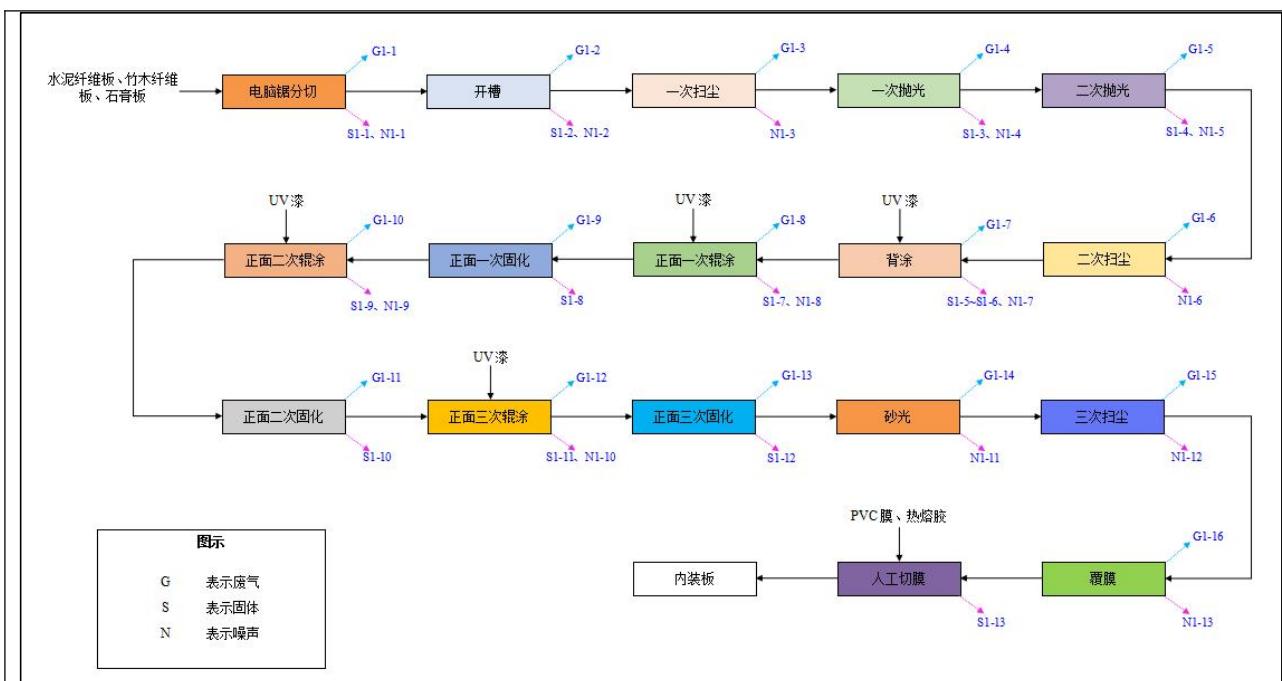 G1-1
G1-2
G1-3
G1-4
G1-5
水泥纤维板、竹木纤维
板、石膏板
电脑锯分切
开槽
一次扫尘
一次抛光
二次抛光
S1-1、N1-1
S1-2、N1-2
N1-3
S1-3、N1-4
S1-4、N1-5
UV漆
UV漆
UV漆
G1-10
G1-9
G1-8
G1-7
G1-6
正面二次辊涂
正面一次固化
正面一次辊涂
背涂
二次扫尘
S1-9、N1-9
S1-8
S1-7、N1-8
S1-5~S1-6、N1-7
N1-6
UV漆
G1-11
G1-12
G1-13
G1-14
G1-15
正面二次固化
正面三次辊涂
正面三次固化
砂光
三次扫尘
S1-10
S1-11、N1-10
S1-12
N1-11
N1-12
PVC膜、热熔胶
G1-16
内装板
人工切膜
覆膜
S1-13
N1-13
图示
G 表示废气
S 表示固体
N 表示噪声